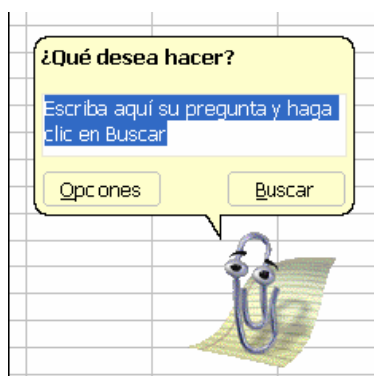 ¿Qué desea hacer?
Escriba aquí su pregunta y haga
clic en Buscar
Opciones
Buscar